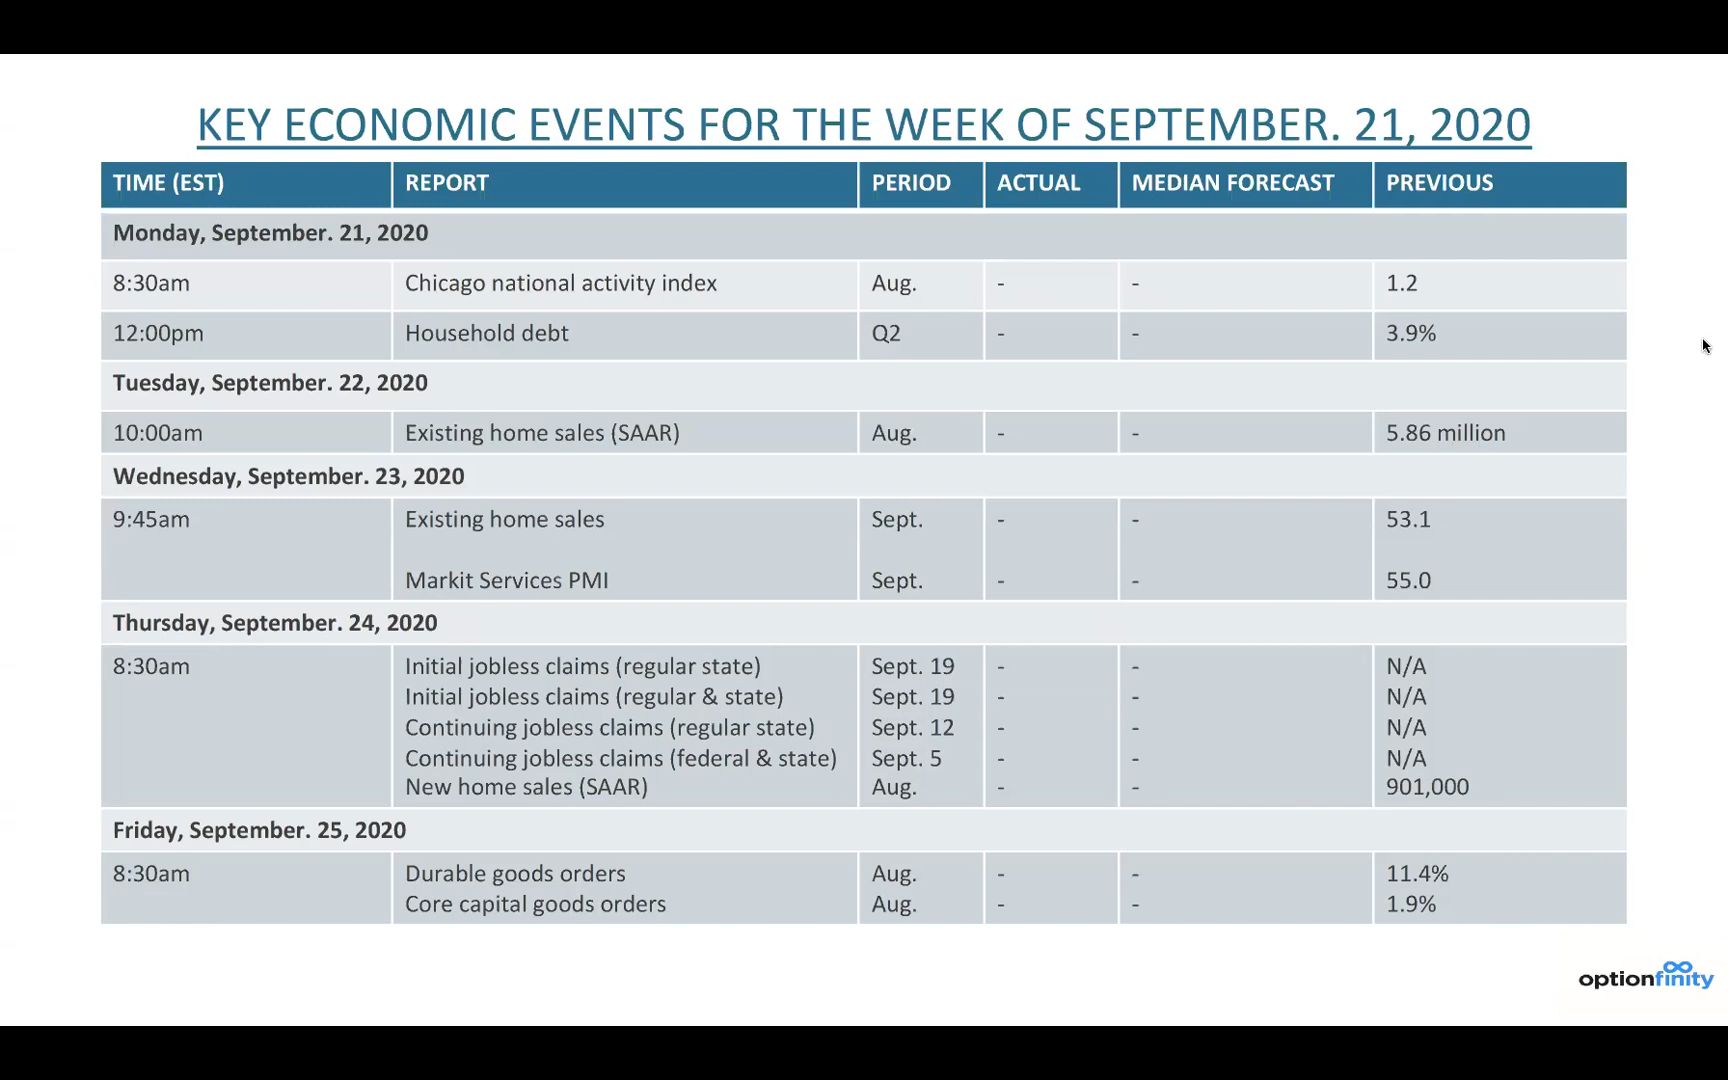 KEY ECONOMIC EVENTS FOR THE WEEK OF SEPTEMBER. 21, 2020
TIME (EST) REPORT PERIOD ACTUAL MEDIAN FORECAST PREVIOUS
Monday, September. 21, 2020
8:30am Chicago national activity index Aug. - - 1.2
12:00pm Household debt Q2 - - 3.9%
Tuesday, September. 22, 2020
10:00am Existing home sales (SAAR) Aug. - - 5.86 million
Wednesday, September. 23, 2020
9:45am Existing home sales Sept. - - 53.1
Markit Services PMI Sept. - - 55.0
Thursday, September. 24, 2020
8:30am Initial jobless claims (regular state) Sept. 19 - - N/A
Initial jobless claims (regular & state) Sept. 19 - - N/A
Continuing jobless claims (regular state) Sept. 12 - - N/A
Continuing jobless claims (federal & state) Sept. 5 - - N/A
New home sales (SAAR) Aug. - - 901,000
Friday, September. 25, 2020
8:30am Durable goods orders Aug. - - 11.4%
Core capital goods orders Aug. - - 1.9%
optionfinity